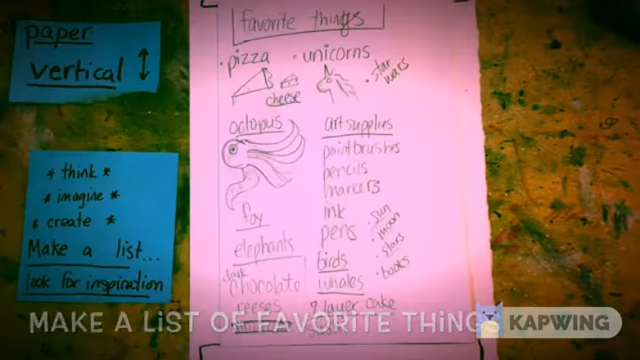 paper
vertical
* think *
* imagine *
* create *
Make a list...
look for inspiration
favorite things
• pizza
cheese
octopus
fox
elephants
dark
chocolate
reeses
• unicorns
• star wars
art supplies
paint brushes
pencils
markers
ink
pens
• sun
• moon
• stars
• books
birds
whales
7 layer cake
MAKE A LiST OF FAVORiTE THiNGS
KAPWING